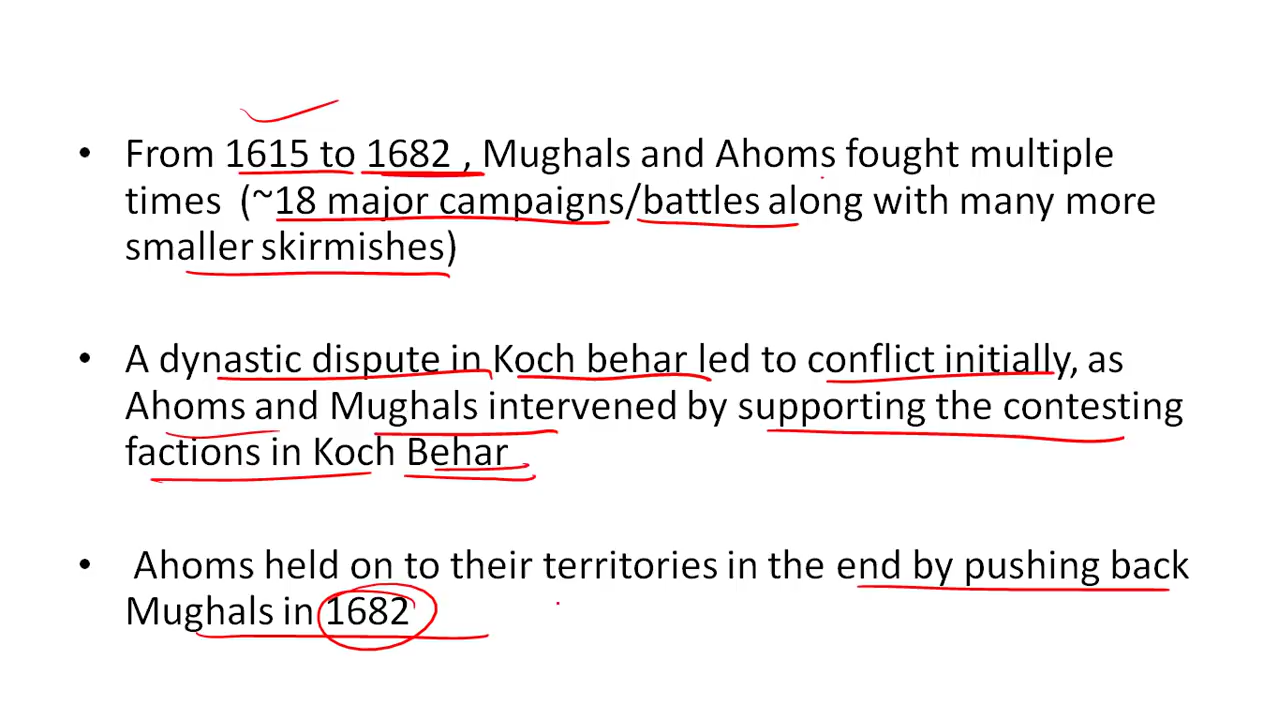 • From 1615 to 1682 , Mughals and Ahoms fought multiple
times (~18 major campaigns/battles along with many more
smaller skirmishes)
• A dynastic dispute in Koch behar led to conflict initially, as
Ahoms and Mughals intervened by supporting the contesting
factions in Koch Behar
• Ahoms held on to their territories in the end by pushing back
Mughals in 1682